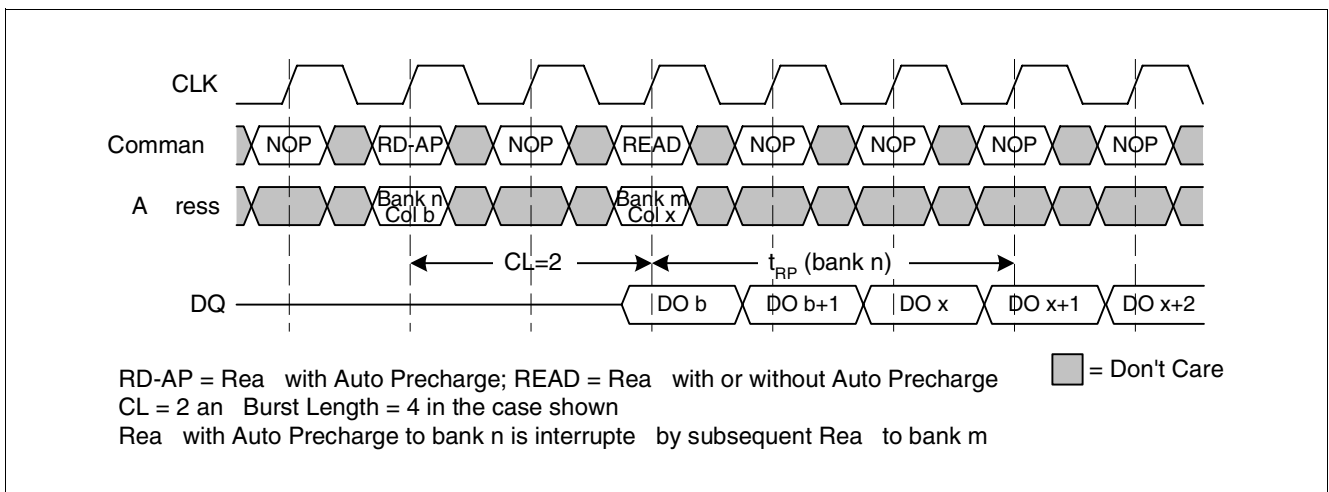 CLK
Comman NOP RD-AP NOP READ NOP NOP NOP NOP
A ress Bank n Col b Bank m Col x
CL=2 tRP (bank n)
DQ DO b DO b+1 DO x DO x+1 DO x+2
RD-AP = Rea with Auto Precharge; READ = Rea with or without Auto Precharge
= Don't Care
CL = 2 an Burst Length = 4 in the case shown
Rea with Auto Precharge to bank n is interrupte by subsequent Rea to bank m